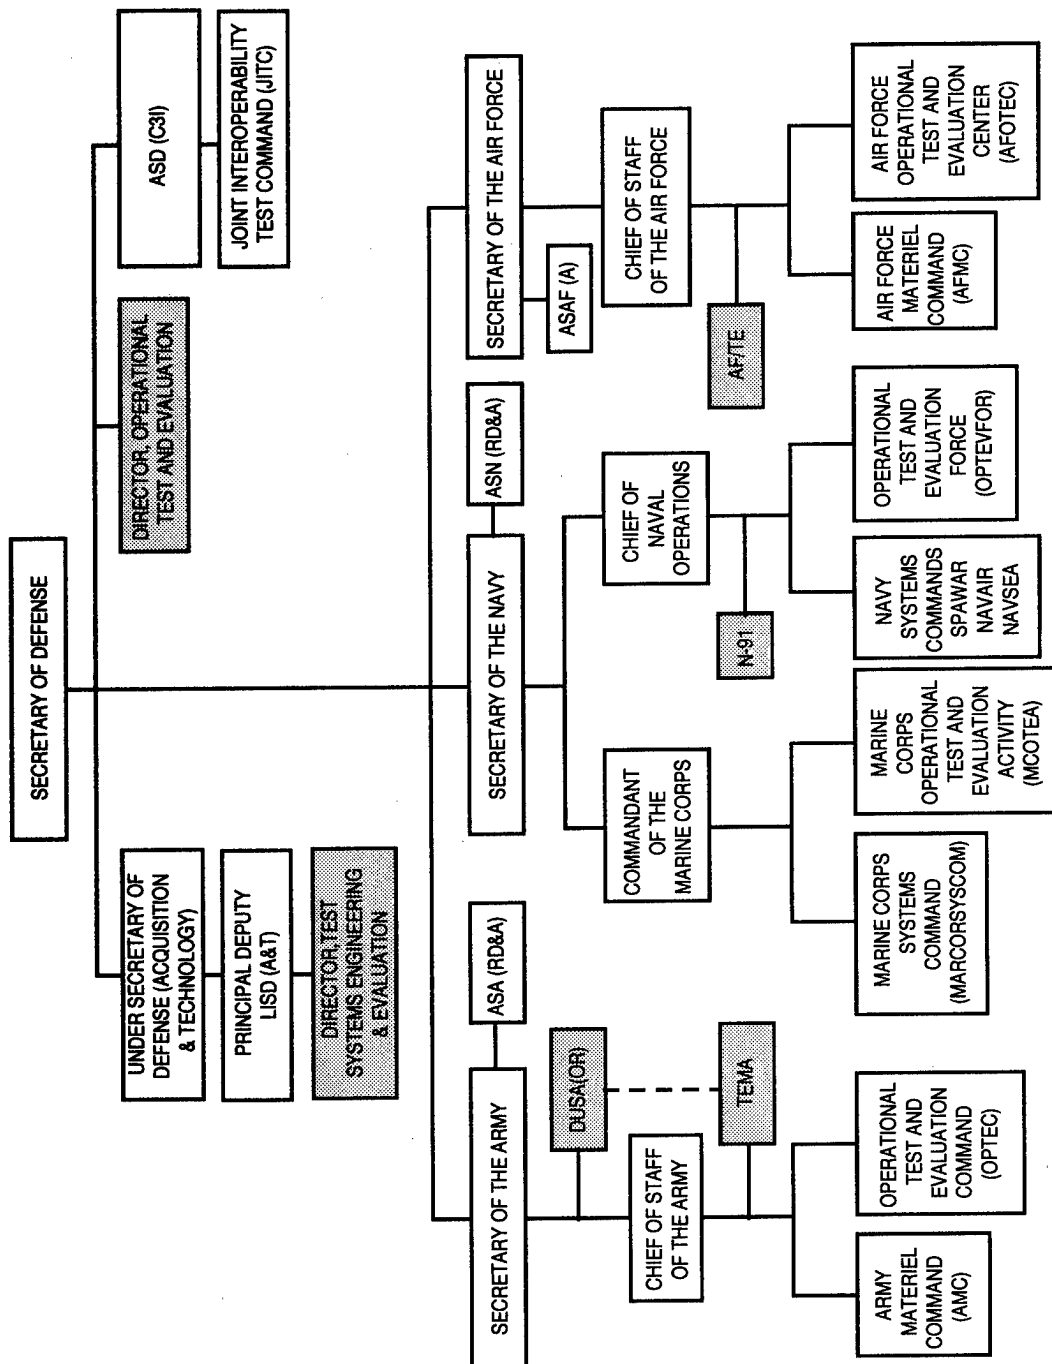 SECRETARY OF DEFENSE
UNDER SECRETARY OF
DEFENSE (ACQUISITION
& TECHNOLOGY)
PRINCIPAL DEPUTY
LISD (A&T)
DIRECTOR,TEST
SYSTEMS ENGINEERING
& EVALUATION
DIRECTOR, OPERATIONAL
TEST AND EVALUATION
ASD (C3I)
JOINT INTEROPERABILITY
TEST COMMAND (JITC)
SECRETARY OF THE ARMY
ASA (RD&A)
DUSA(OR)
CHIEF OF STAFF
OF THE ARMY
TEMA
ARMY
MATERIEL
COMMAND
(AMC)
OPERATIONAL
TEST AND
EVALUATION
COMMAND
(OPTEC)
SECRETARY OF THE NAVY
ASN (RD&A)
COMMANDANT
OF THE
MARINE CORPS
MARINE CORPS
SYSTEMS
COMMAND
(MARCORSYSCOM)
MARINE
CORPS
OPERATIONAL
TEST AND
EVALUATION
ACTIVITY
(MCOTEA)
CHIEF OF
NAVAL
OPERATIONS
N-91
NAVY
SYSTEMS
COMMANDS
SPAWAR
NAVAIR
NAVSEA
OPERATIONAL
TEST AND
EVALUATION
FORCE
(OPTEVFOR)
SECRETARY OF THE AIR FORCE
ASAF (A)
CHIEF OF STAFF
OF THE AIR FORCE
AF/TE
AIR FORCE
MATERIEL
COMMAND
(AFMC)
AIR FORCE
OPERATIONAL
TEST AND
EVALUATION
CENTER
(AFOTEC)